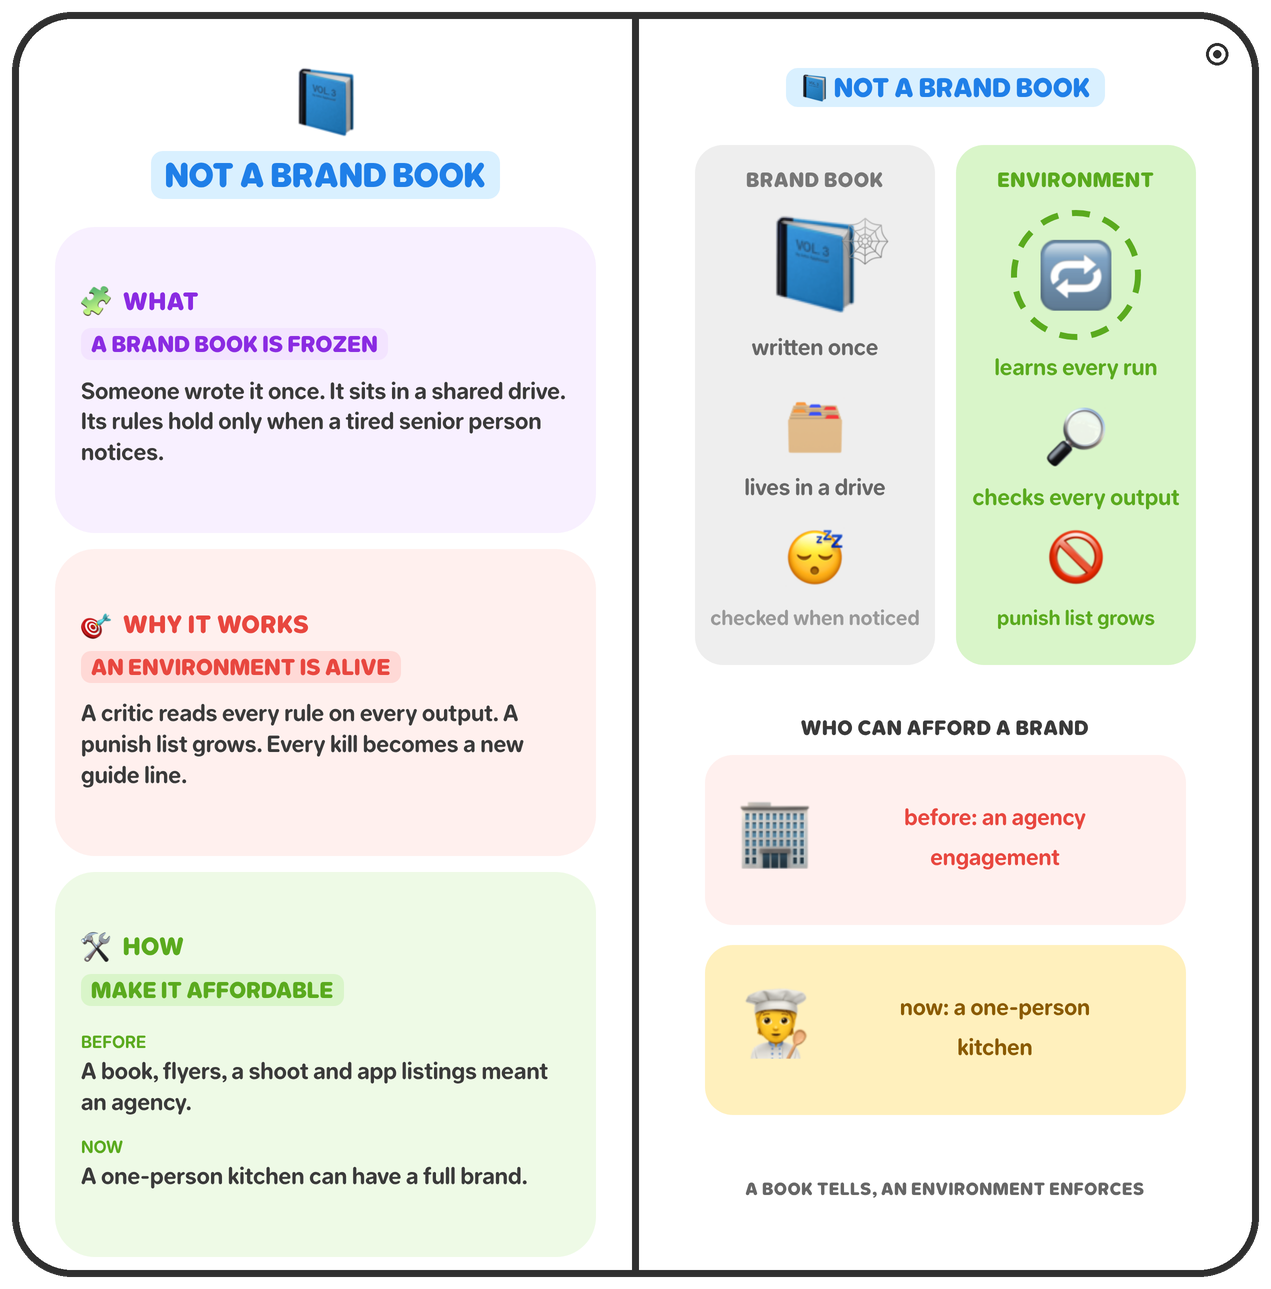 VOL. 3
NOT A BRAND BOOK
WHAT
A BRAND BOOK IS FROZEN
Someone wrote it once. It sits in a shared drive.
Its rules hold only when a tired senior person
notices.
WHY IT WORKS
AN ENVIRONMENT IS ALIVE
A critic reads every rule on every output. A
punish list grows. Every kill becomes a new
guide line.
HOW
MAKE IT AFFORDABLE
BEFORE
A book, flyers, a shoot and app listings meant
an agency.
NOW
A one-person kitchen can have a full brand.
NOT A BRAND BOOK
BRAND BOOK
VOL. 3
written once
lives in a drive
zzz
checked when noticed
ENVIRONMENT
learns every run
checks every output
punish list grows
WHO CAN AFFORD A BRAND
before: an agency
engagement
now: a one-person
kitchen
A BOOK TELLS, AN ENVIRONMENT ENFORCES